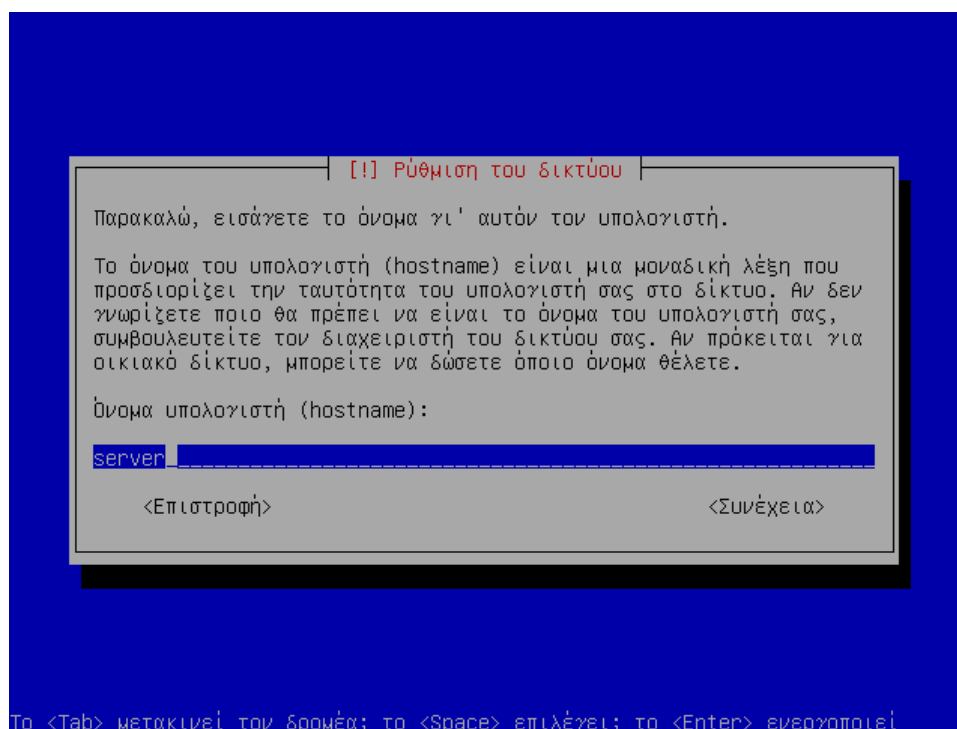 [!] Ρύθμιση του δικτύου
Παρακαλώ, εισάγετε το όνομα γι' αυτόν τον υπολογιστή.
Το όνομα του υπολογιστή (hostname) είναι μια μοναδική λέξη που
προσδιορίζει την ταυτότητα του υπολογιστή σας στο δίκτυο. Αν δεν
γνωρίζετε ποιο θα πρέπει να είναι το όνομα του υπολογιστή σας,
συμβουλευτείτε τον διαχειριστή του δικτύου σας. Αν πρόκειται για
οικιακό δίκτυο, μπορείτε να δώσετε όποιο όνομα θέλετε.
Όνομα υπολογιστή (hostname):
server
<Επιστροφή> <Συνέχεια>
Το <Tab> μετακινεί τον δρομέα; το <Space> επιλέγει; το <Enter> ενεργοποιεί